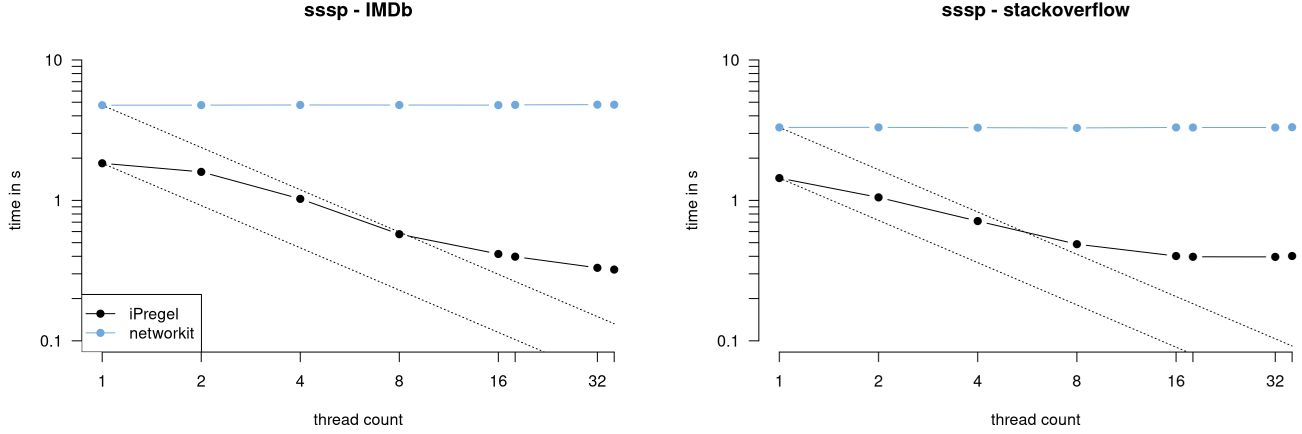 sssp - IMDb
10
1
0.1
time in s
iPregel
networkit
1 2 4 8 16 32
thread count
sssp - stackoverflow
10
1
0.1
time in s
1 2 4 8 16 32
thread count